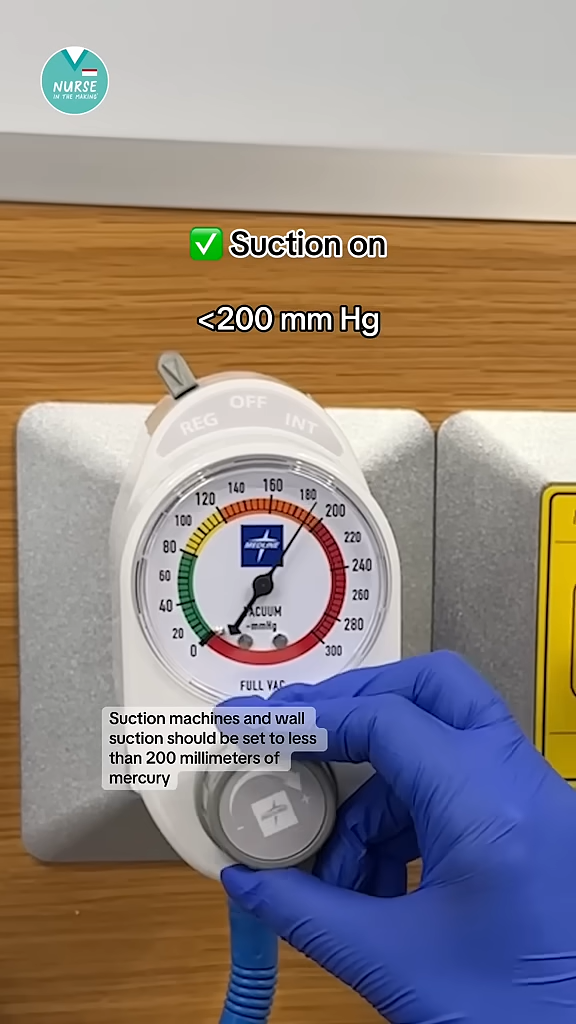 NURSE
IN THE MAKING
✅ Suction on
<200 mm Hg
REG OFF INT
0 20 40 60 80 100 120 140 160 180 200 220 240 260 280 300
MEDLINE
VACUUM
-mmHg
FULL VAC
Suction machines and wall
suction should be set to less
than 200 millimeters of
mercury
- +